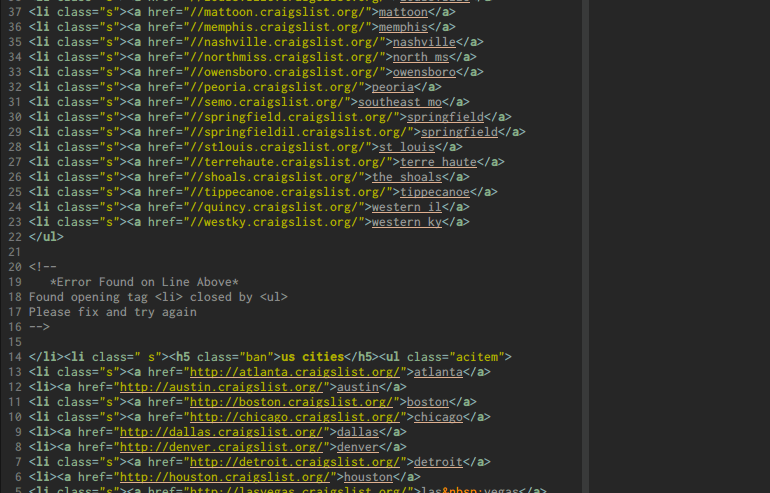 37 <li class="s"><a href="//mattoon.craigslist.org/">mattoon</a>
36 <li class="s"><a href="//memphis.craigslist.org/">memphis</a>
35 <li class="s"><a href="//nashville.craigslist.org/">nashville</a>
34 <li class="s"><a href="//northmiss.craigslist.org/">north ms</a>
33 <li class="s"><a href="//owensboro.craigslist.org/">owensboro</a>
32 <li class="s"><a href="//peoria.craigslist.org/">peoria</a>
31 <li class="s"><a href="//semo.craigslist.org/">southeast mo</a>
30 <li class="s"><a href="//springfield.craigslist.org/">springfield</a>
29 <li class="s"><a href="//springfieldil.craigslist.org/">springfield</a>
28 <li class="s"><a href="//stlouis.craigslist.org/">st louis</a>
27 <li class="s"><a href="//terrehaute.craigslist.org/">terre haute</a>
26 <li class="s"><a href="//shoals.craigslist.org/">the shoals</a>
25 <li class="s"><a href="//tippecanoe.craigslist.org/">tippecanoe</a>
24 <li class="s"><a href="//quincy.craigslist.org/">western il</a>
23 <li class="s"><a href="//westky.craigslist.org/">western ky</a>
22 </ul>
21
20 <!--
19 *Error Found on Line Above*
18 Found opening tag <li> closed by <ul>
17 Please fix and try again
16 -->
15
14 </li><li class=" s"><h5 class="ban">us cities</h5><ul class="acitem">
13 <li class="s"><a href="http://atlanta.craigslist.org/">atlanta</a>
12 <li><a href="http://austin.craigslist.org/">austin</a>
11 <li class="s"><a href="http://boston.craigslist.org/">boston</a>
10 <li class="s"><a href="http://chicago.craigslist.org/">chicago</a>
9 <li><a href="http://dallas.craigslist.org/">dallas</a>
8 <li><a href="http://denver.craigslist.org/">denver</a>
7 <li class="s"><a href="http://detroit.craigslist.org/">detroit</a>
6 <li><a href="http://houston.craigslist.org/">houston</a>
5 <li class="s"><a href="http://lasvegas.craigslist.org/">las&nbsp;vegas</a>